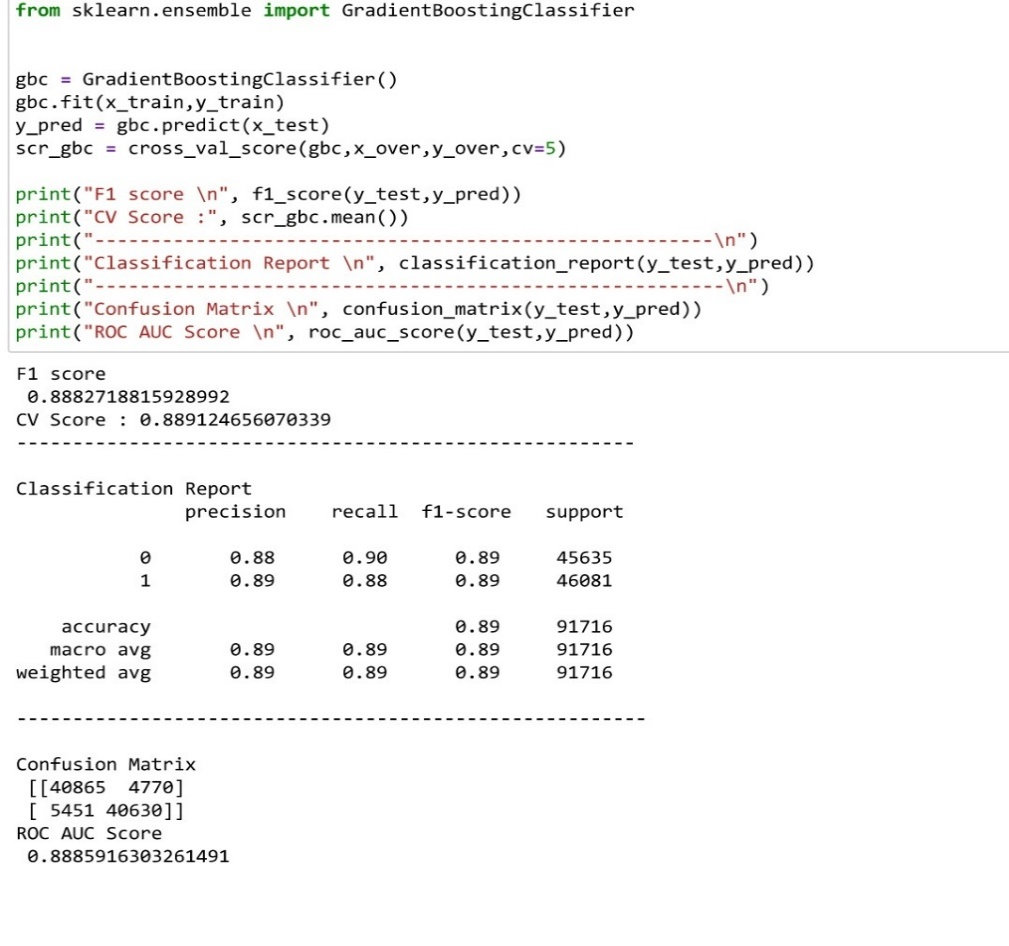 from sklearn.ensemble import GradientBoostingClassifier
gbc = GradientBoostingClassifier()
gbc.fit(x_train,y_train)
y_pred = gbc.predict(x_test)
scr_gbc = cross_val_score(gbc,x_over,y_over,cv=5)
print("F1 score \n", f1_score(y_test,y_pred))
print("CV Score :", scr_gbc.mean())
print("-------------------------------------------------------\n")
print("Classification Report \n", classification_report(y_test,y_pred))
print("--------------------------------------------------------\n")
print("Confusion Matrix \n", confusion_matrix(y_test,y_pred))
print("ROC AUC Score \n", roc_auc_score(y_test,y_pred))
F1 score
0.8882718815928992
CV Score : 0.889124656070339
-------------------------------------------------------
Classification Report
precision recall f1-score support
0 0.88 0.90 0.89 45635
1 0.89 0.88 0.89 46081
accuracy 0.89 91716
macro avg 0.89 0.89 0.89 91716
weighted avg 0.89 0.89 0.89 91716
--------------------------------------------------------
Confusion Matrix
[[40865 4770]
[ 5451 40630]]
ROC AUC Score
0.8885916303261491